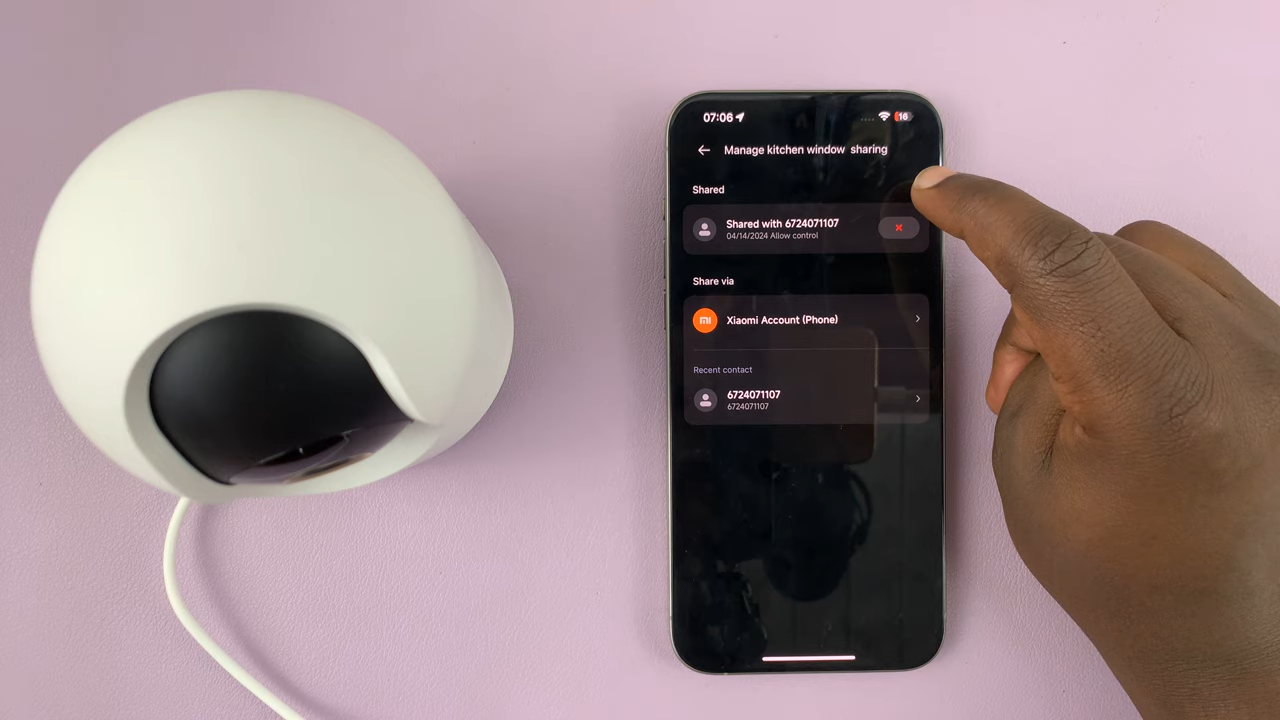 07:06
16
Manage kitchen window sharing
Shared
Shared with 6724071107
04/14/2024 Allow control
Share via
mi
Xiaomi Account (Phone)
Recent contact
6724071107
6724071107